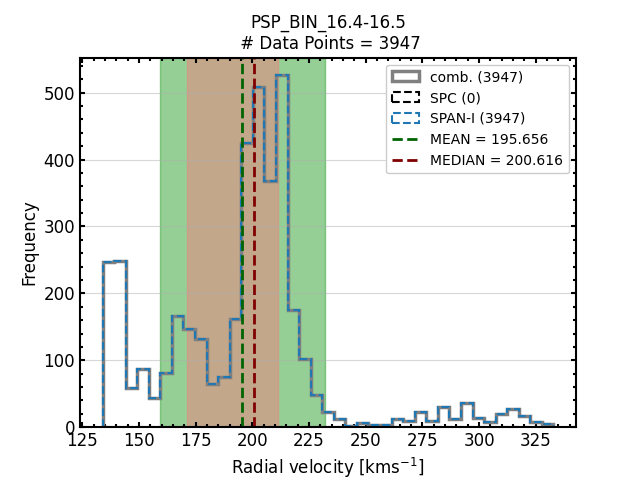 PSP_BIN_16.4-16.5
# Data Points = 3947
comb. (3947)
SPC (0)
SPAN-I (3947)
MEAN = 195.656
MEDIAN = 200.616
Frequency
500
400
300
200
100
0
125 150 175 200 225 250 275 300 325
Radial velocity [kms⁻¹]